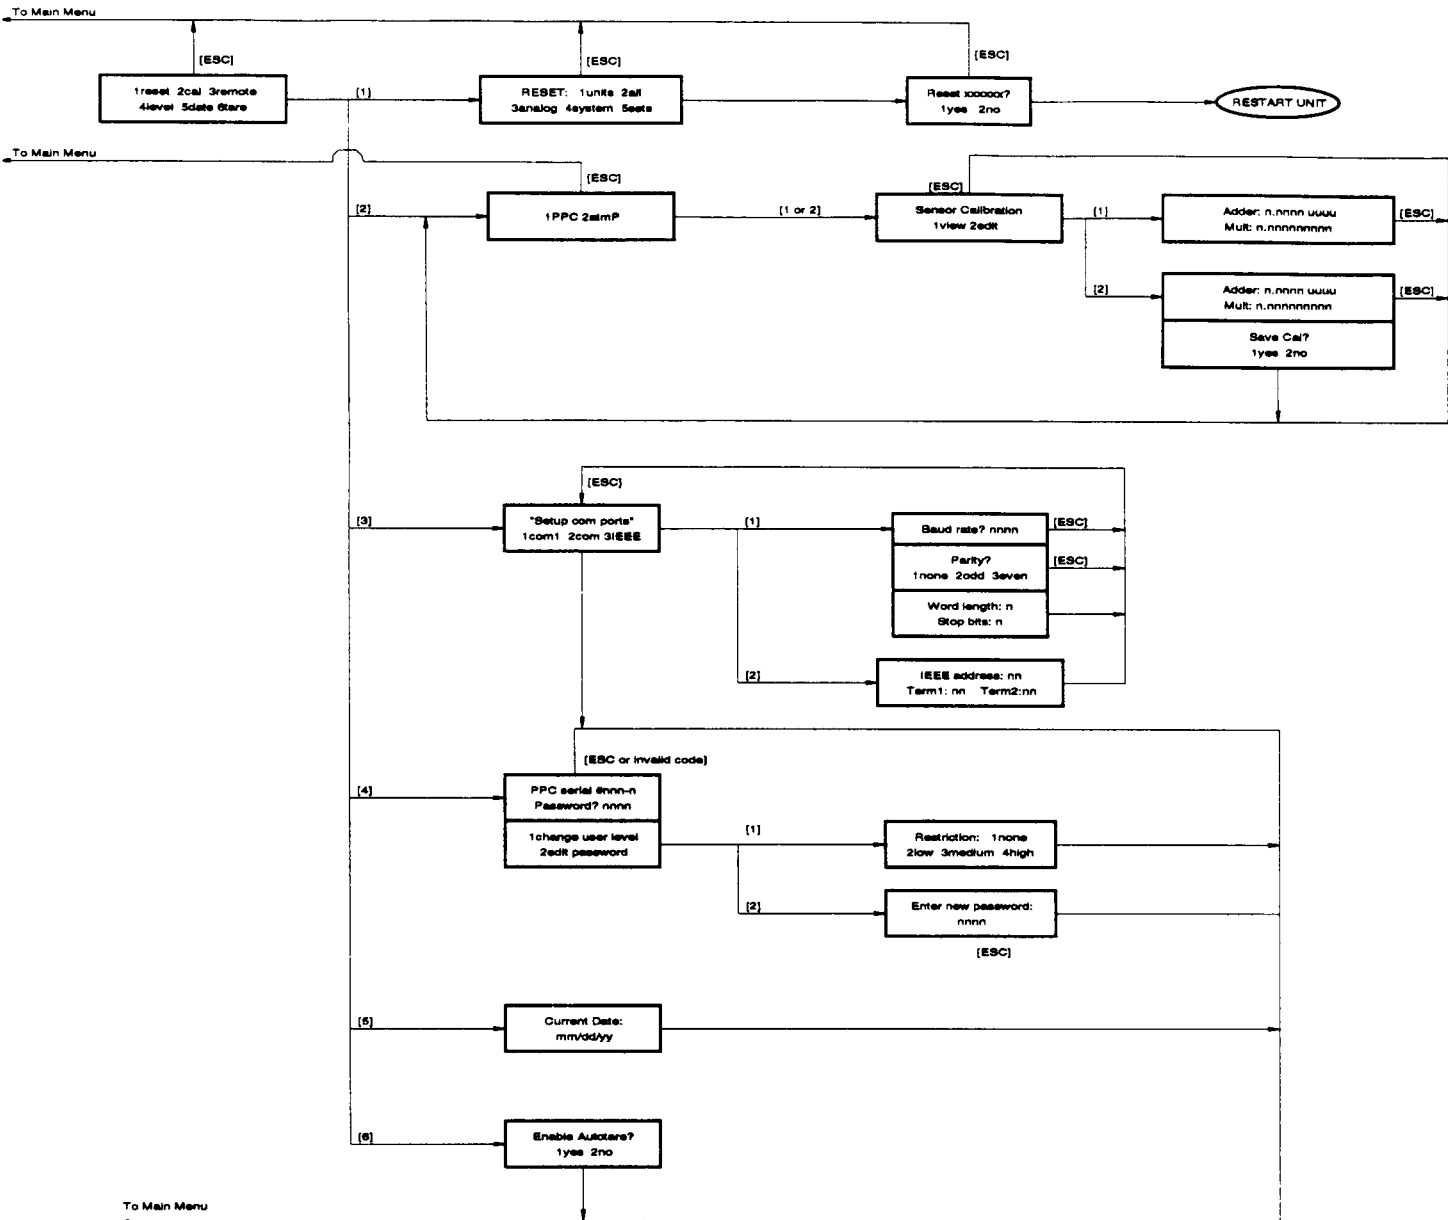 To Main Menu
[ESC]
[ESC]
[ESC]
1reset 2cal 3remote
4level 5date 6tare
[1]
RESET: 1units 2all
3analog 4system 5sets
Reset xxxxxx?
1yes 2no
RESTART UNIT
To Main Menu
[ESC]
[ESC]
[2]
1PPC 2atmP
[1 or 2]
Sensor Calibration
1view 2edit
[1]
Adder: n.nnnn uuuu
Mult: n.nnnnnnnnn
[ESC]
[2]
Adder: n.nnnn uuuu
Mult: n.nnnnnnnnn
[ESC]
Save Cal?
1yes 2no
[ESC]
[3]
"Setup com ports"
1com1 2com 3IEEE
[1]
Baud rate? nnnn
[ESC]
Parity?
1none 2odd 3even
[ESC]
Word length: n
Stop bits: n
[2]
IEEE address: nn
Term1: nn Term2:nn
[ESC or invalid code]
[4]
PPC serial #nnn-n
Password? nnnn
1change user level
2edit password
[1]
Restriction: 1none
2low 3medium 4high
[2]
Enter new password:
nnnn
[ESC]
[5]
Current Date:
mm/dd/yy
[6]
Enable Autotare?
1yes 2no
To Main Menu